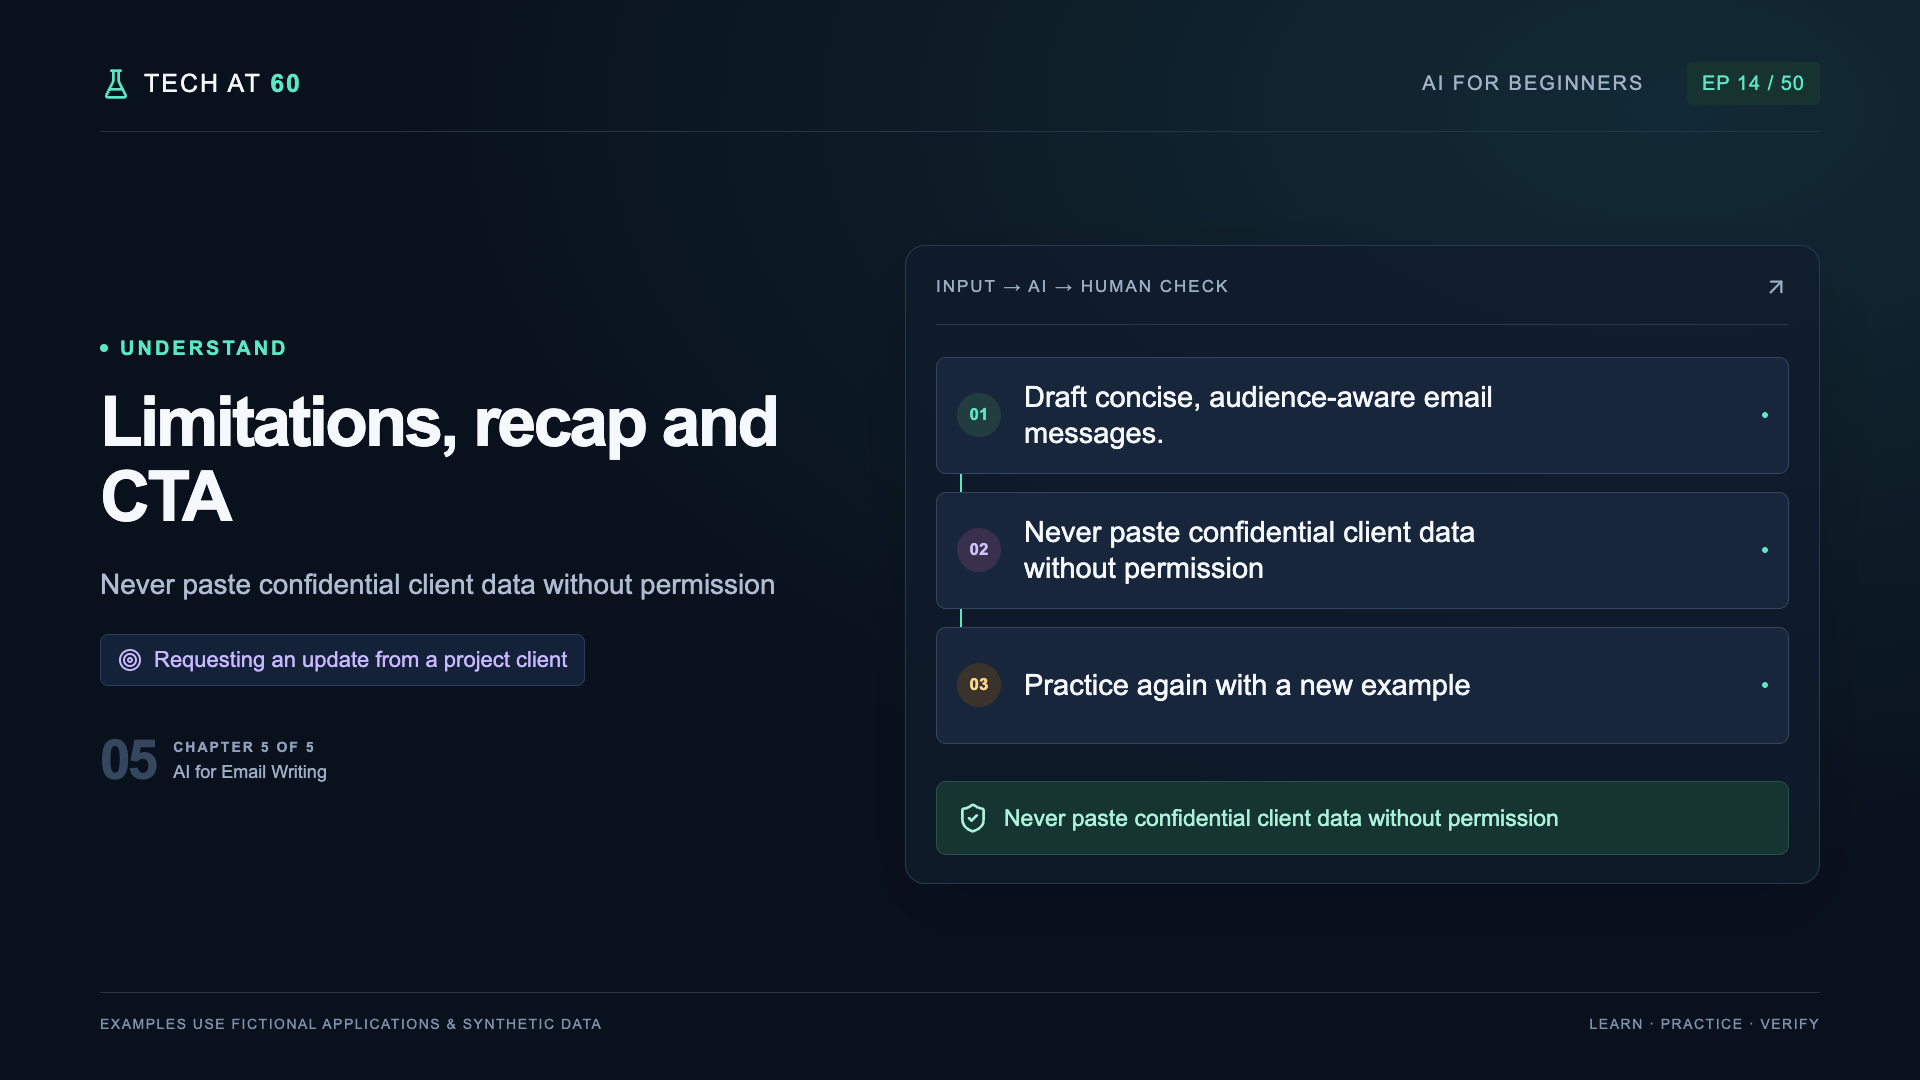 TECH AT 60
AI FOR BEGINNERS
EP 14 / 50
UNDERSTAND
Limitations, recap and
CTA
Never paste confidential client data without permission
Requesting an update from a project client
05
CHAPTER 5 OF 5
AI for Email Writing
INPUT → AI → HUMAN CHECK
01
Draft concise, audience-aware email
messages.
02
Never paste confidential client data
without permission
03
Practice again with a new example
Never paste confidential client data without permission
EXAMPLES USE FICTIONAL APPLICATIONS & SYNTHETIC DATA
LEARN · PRACTICE · VERIFY